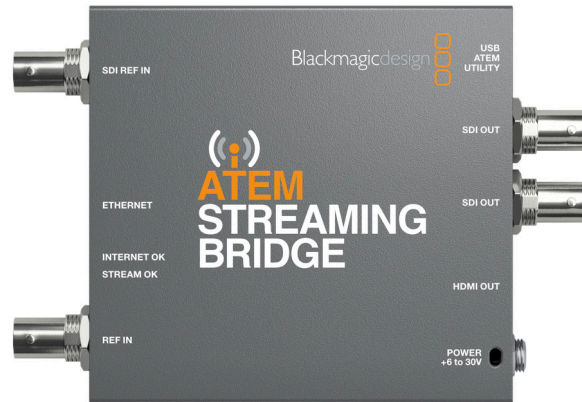 SDI REF IN
Blackmagicdesign
USB
ATEM
UTILITY
SDI OUT
ATEM
STREAMING
BRIDGE
ETHERNET
SDI OUT
INTERNET OK
STREAM OK
HDMI OUT
REF IN
POWER
+6 to 30V